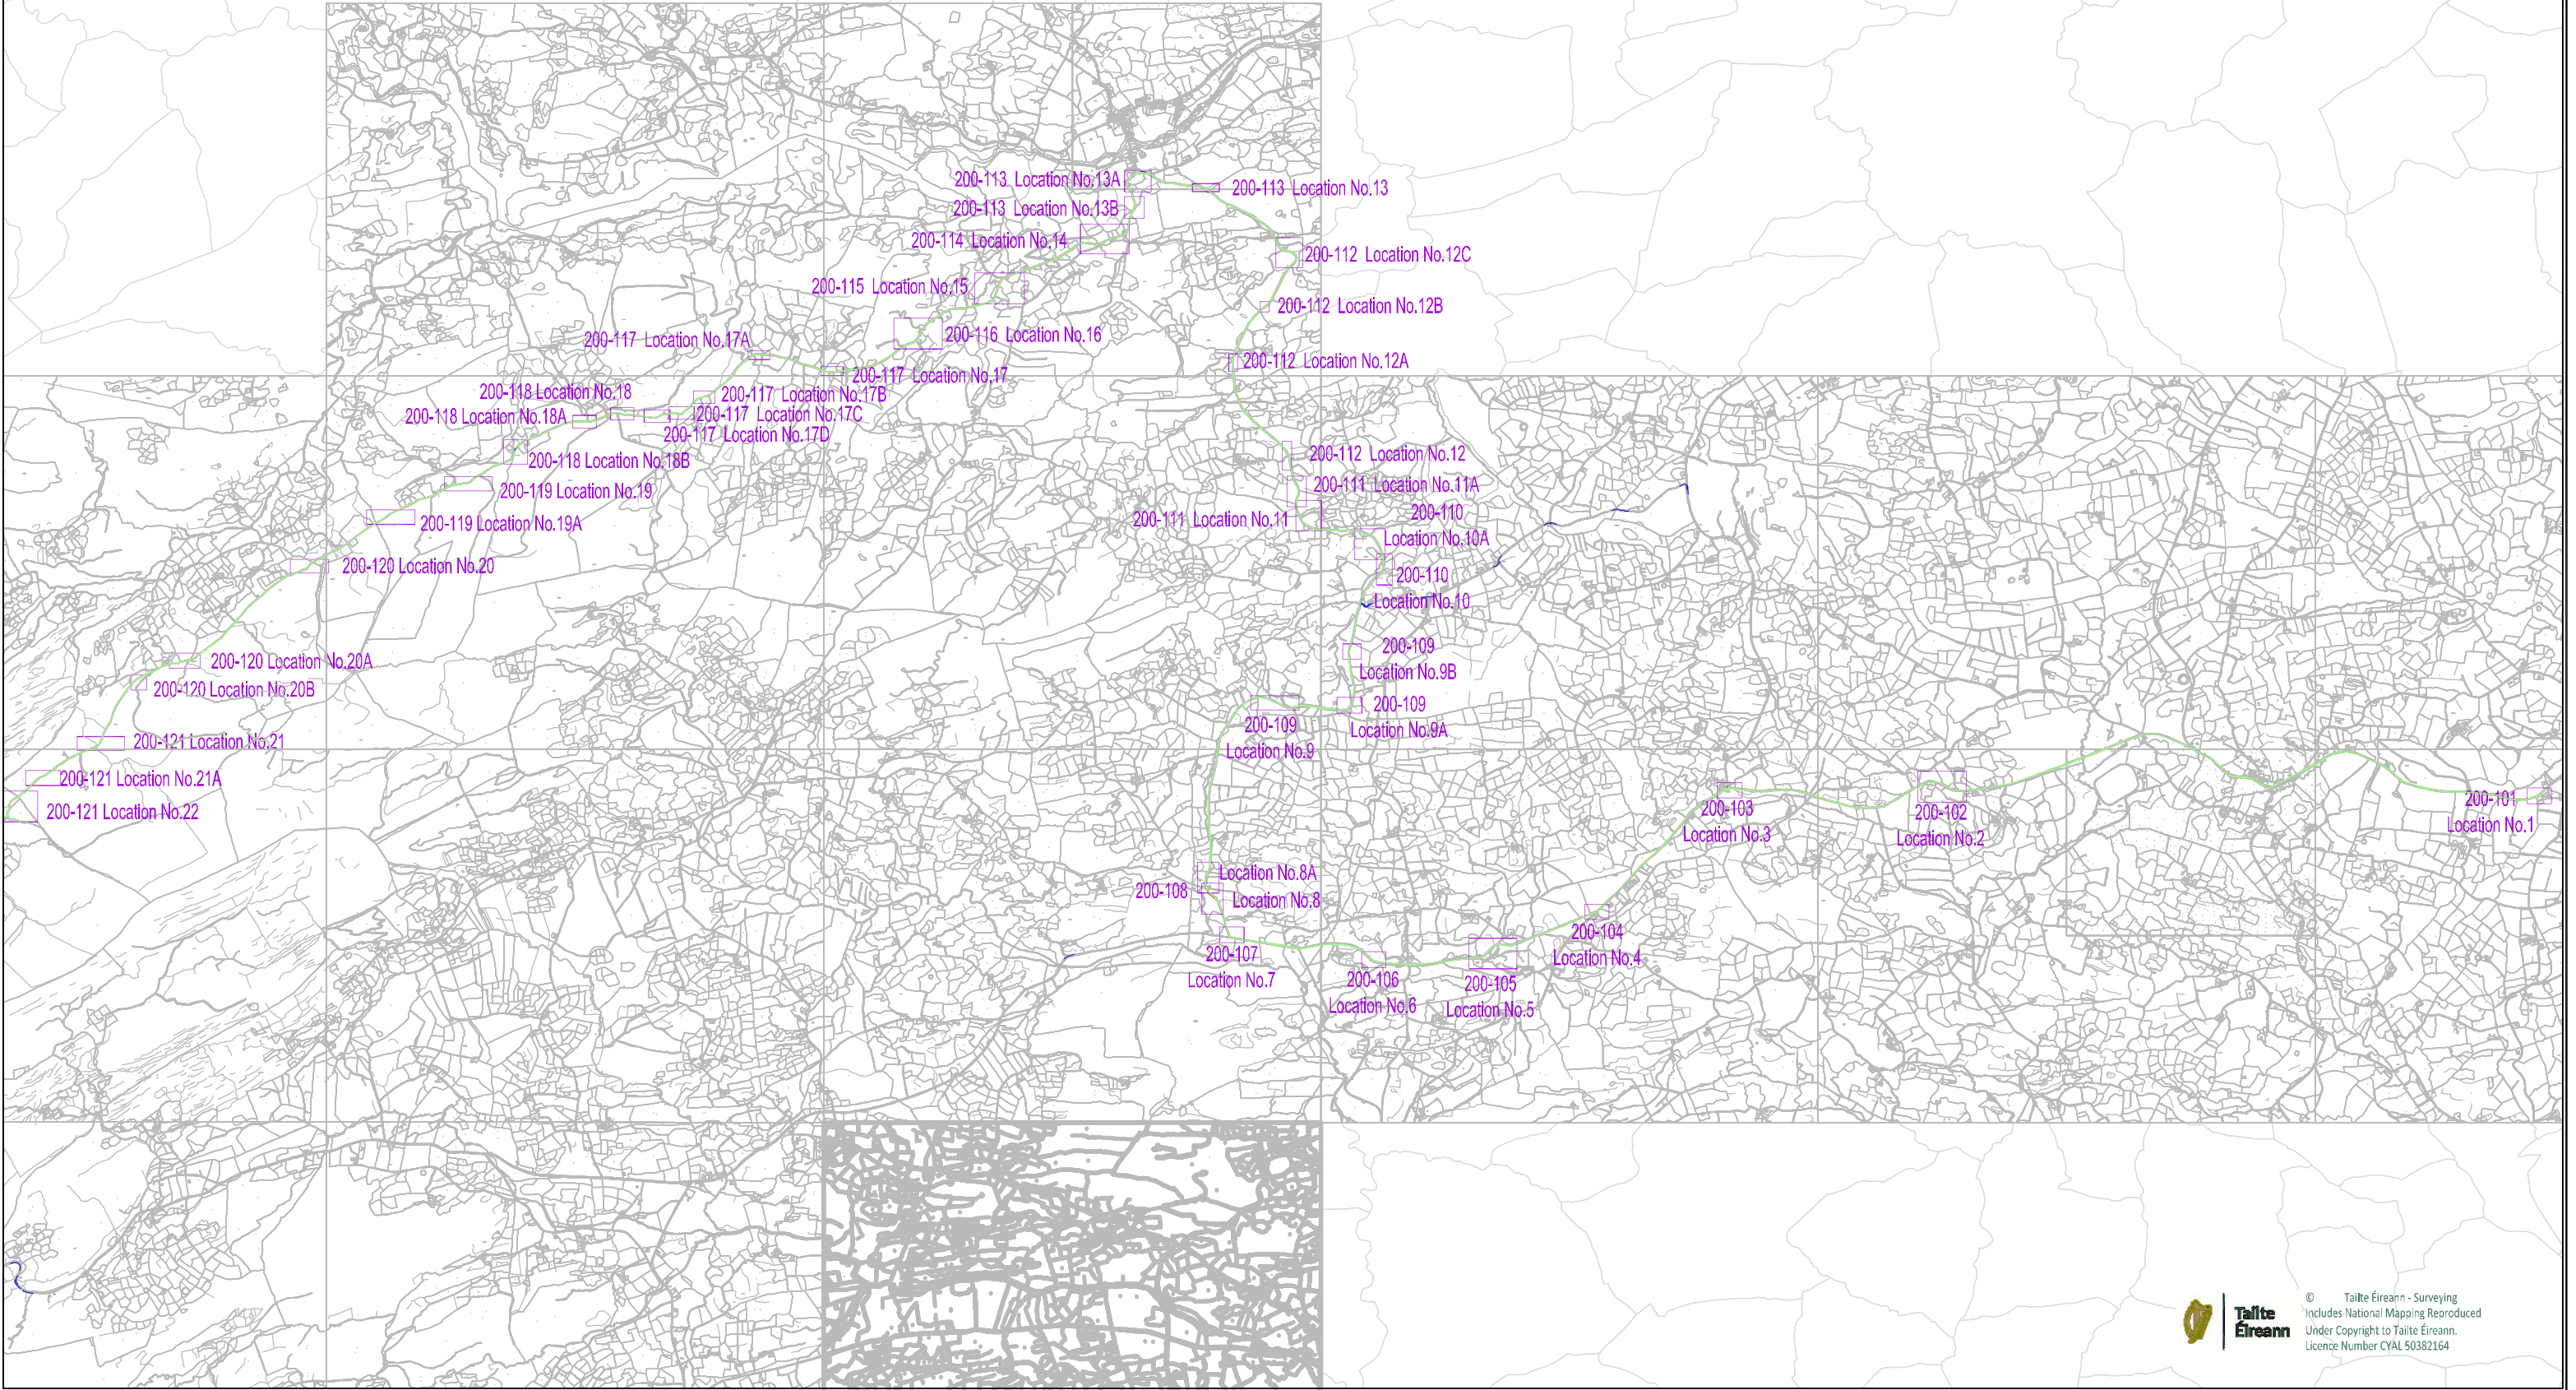 200-113 Location No.13A
200-113 Location No.13
200-113 Location No.13B
200-114 Location No.14
200-112 Location No.12C
200-115 Location No.15
200-112 Location No.12B
200-116 Location No.16
200-117 Location No.17A
200-112 Location No.12A
200-117 Location No.17
200-118 Location No.18
200-117 Location No.17B
200-118 Location No.18A
200-117 Location No.17C
200-117 Location No.17D
200-112 Location No.12
200-118 Location No.18B
200-111 Location No.11A
200-119 Location No.19
200-111 Location No.11
200-110
Location No.10A
200-119 Location No.19A
200-120 Location No.20
200-110
Location No.10
200-109
Location No.9B
200-120 Location No.20A
200-120 Location No.20B
200-109
Location No.9A
200-109
Location No.9
200-121 Location No.21
200-121 Location No.21A
200-121 Location No.22
200-103
Location No.3
200-102
Location No.2
200-101
Location No.1
Location No.8A
200-108
Location No.8
200-104
Location No.4
200-107
Location No.7
200-106
Location No.6
200-105
Location No.5
Tailte
Éireann
© Tailte Éireann - Surveying
Includes National Mapping Reproduced
Under Copyright to Tailte Éireann.
Licence Number CYAL 50382164